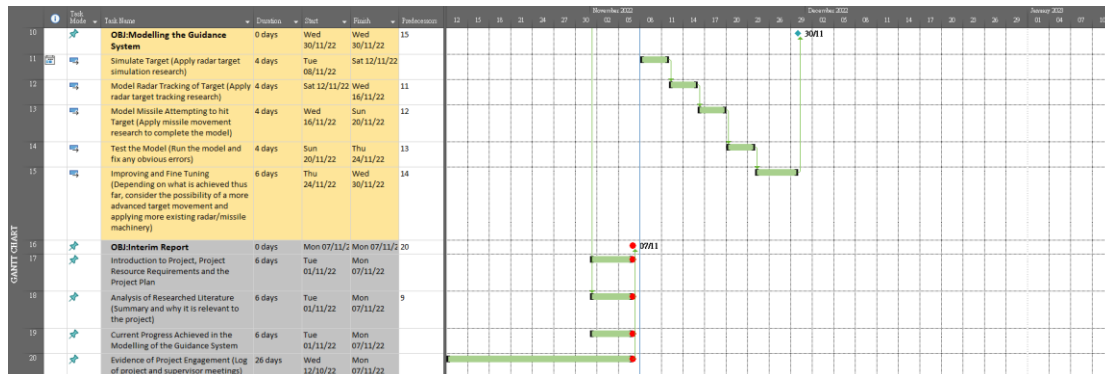 November 2022 December 2022 January 2023
Task Mode Task Name Duration Start Finish Predecessors 12 15 18 21 24 27 30 02 05 08 11 14 17 20 23 26 29 02 05 08 11 14 17 20 23 26 29 01 04 07 10
10 OBJ:Modelling the Guidance Wed Wed 15 30/11
System 0 days 30/11/22 30/11/22
11 Simulate Target (Apply radar target 4 days Tue Sat 12/11/22
simulation research) 08/11/22
12 Model Radar Tracking of Target (Apply 4 days Sat 12/11/22 Wed 11
radar target tracking research) 16/11/22
13 Model Missile Attempting to hit 4 days Wed Sun 12
Target (Apply missile movement 16/11/22 20/11/22
research to complete the model)
14 Test the Model (Run the model and 4 days Sun Thu 13
fix any obvious errors) 20/11/22 24/11/22
15 Improving and Fine Tuning 6 days Thu Wed 14
(Depending on what is achieved thus 24/11/22 30/11/22
far, consider the possibility of a more
advanced target movement and
applying more existing radar/missile
machinery)
16 OBJ:Interim Report 0 days Mon 07/11/2 Mon 07/11/2 20 07/11
17 Introduction to Project, Project 6 days Tue Mon
Resource Requirements and the 01/11/22 07/11/22
Project Plan
18 Analysis of Researched Literature 6 days Tue Mon 9
(Summary and why it is relevant to 01/11/22 07/11/22
the project)
19 Current Progress Achieved in the 6 days Tue Mon
Modelling of the Guidance System 01/11/22 07/11/22
20 Evidence of Project Engagement (Log 26 days Wed Mon
of project and supervisor meetings) 12/10/22 07/11/22
GANTT CHART